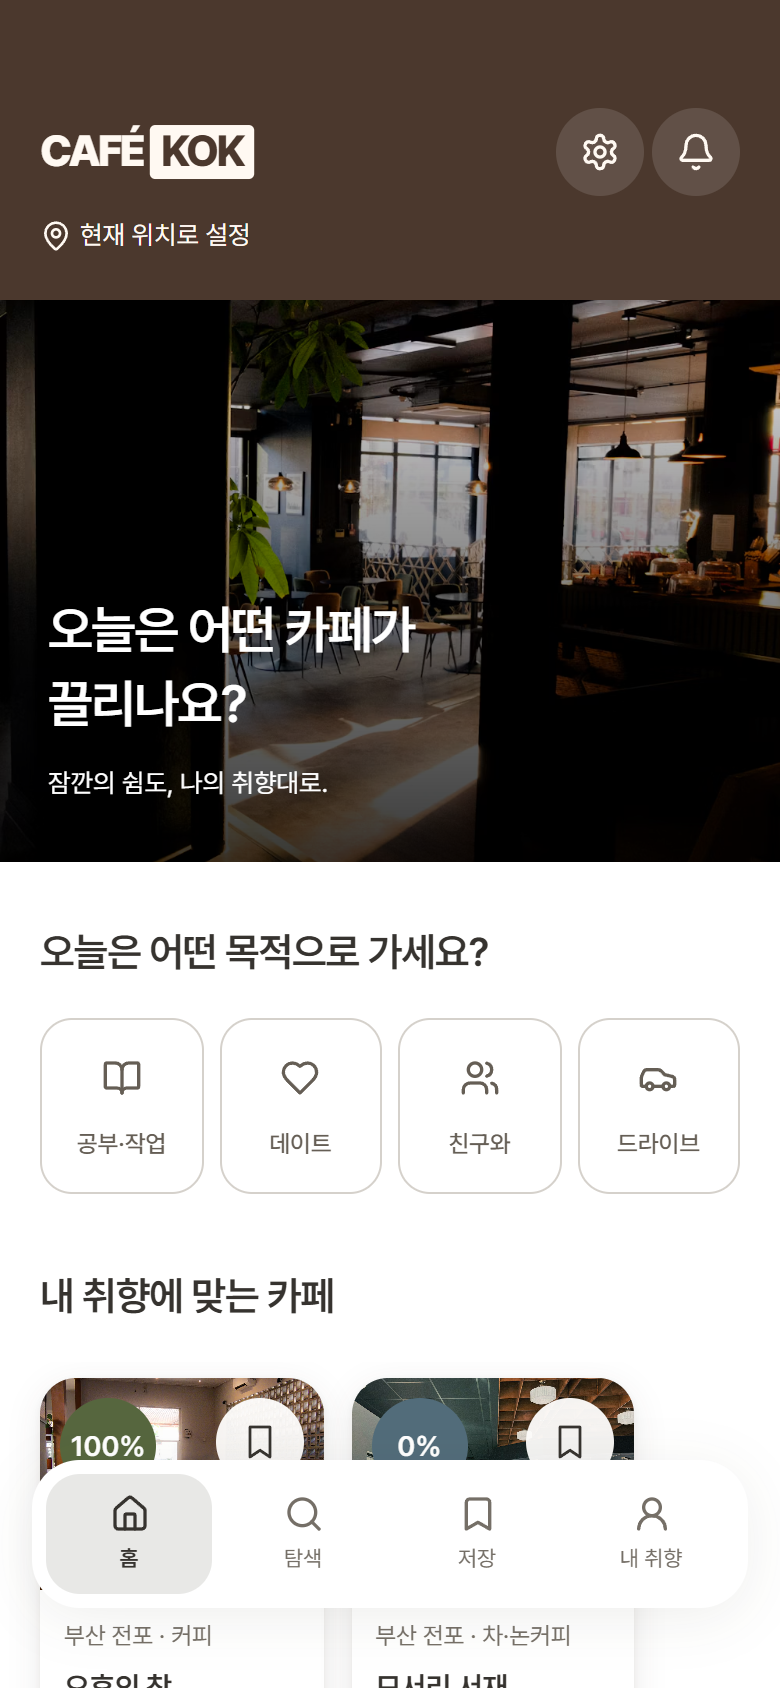 CAFÉ KOK
현재 위치로 설정
오늘은 어떤 카페가
끌리나요?
잠깐의 쉼도, 나의 취향대로.
오늘은 어떤 목적으로 가세요?
공부·작업
데이트
친구와
드라이브
내 취향에 맞는 카페
100%
0%
홈
탐색
저장
내 취향
부산 전포 · 커피
부산 전포 · 차·논커피
오후의 창